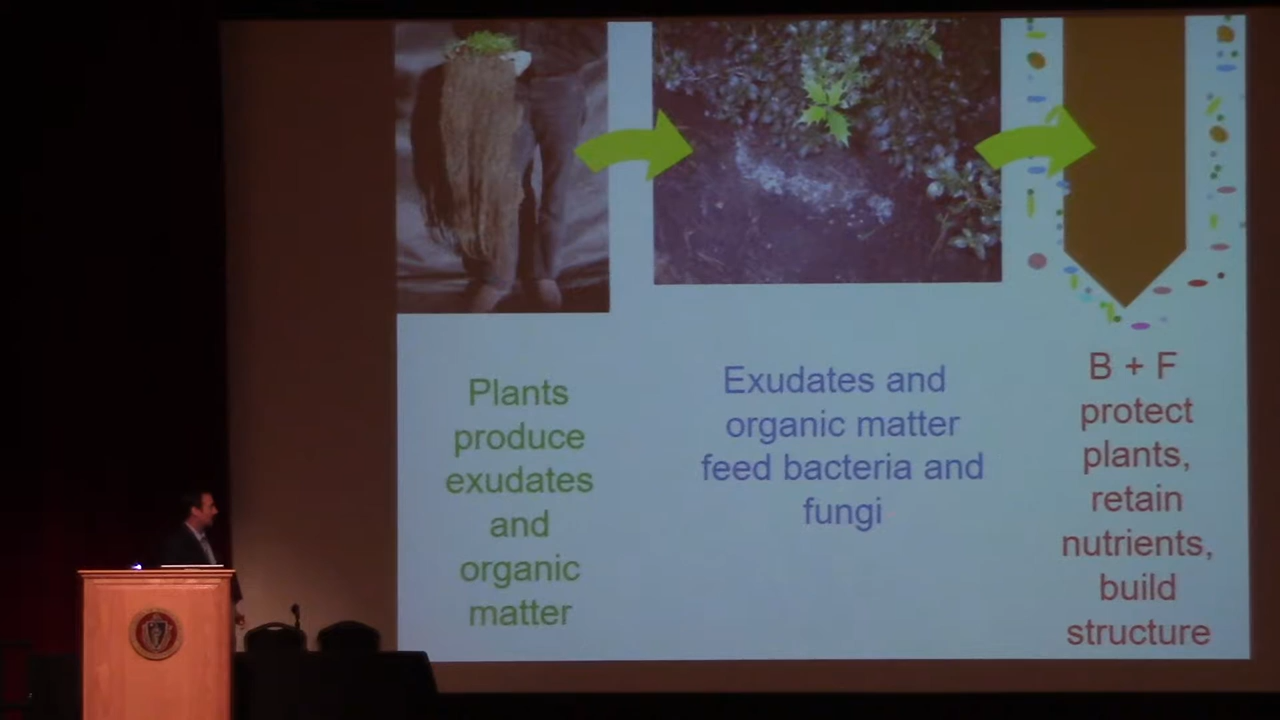 Plants
produce
exudates
and
organic
matter
Exudates and
organic matter
feed bacteria and
fungi
B + F
protect
plants,
retain
nutrients,
build
structure